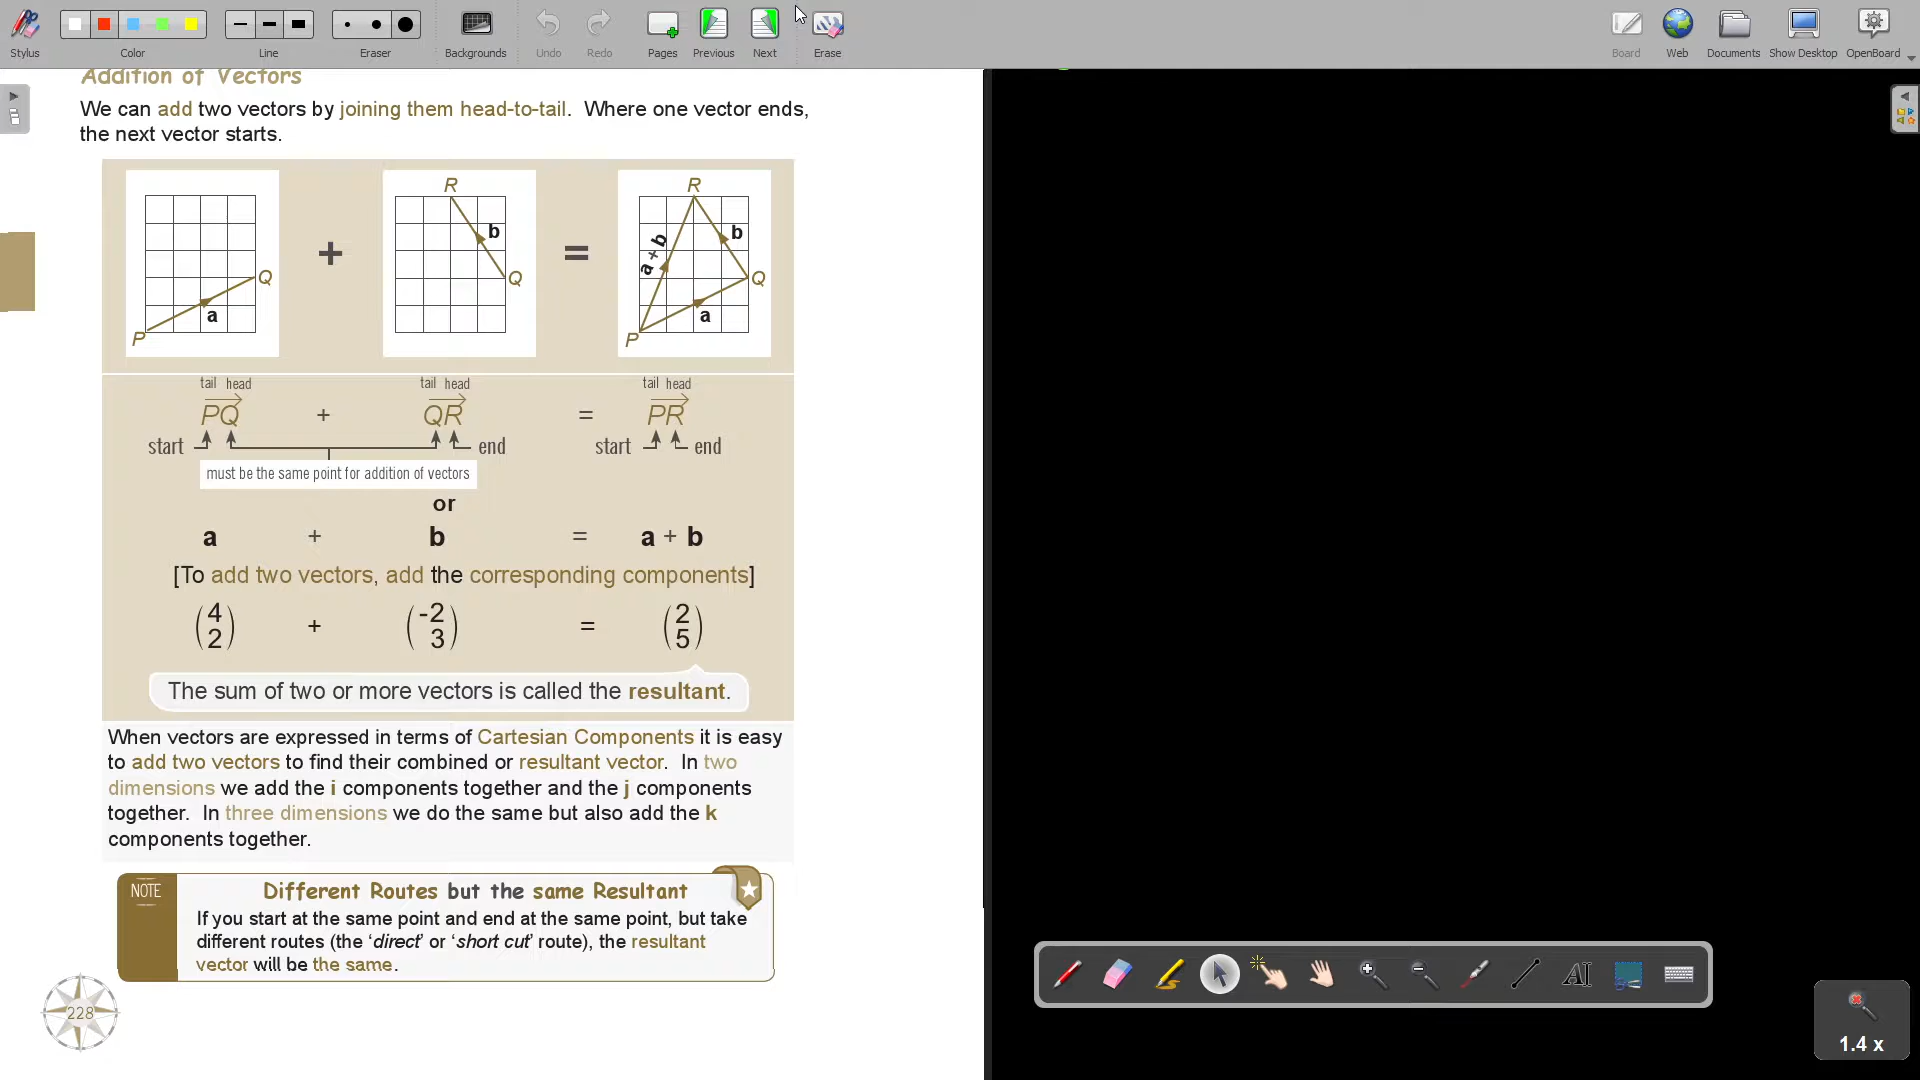 Stylus Color Line Eraser Backgrounds Undo Redo Pages Previous Next Erase Board Web Documents Show Desktop OpenBoard
Addition of Vectors
We can add two vectors by joining them head-to-tail. Where one vector ends,
the next vector starts.
P a Q
+
R b Q
=
R a + b b Q P a
tail head tail head tail head
PQ + QR = PR
start end start end
must be the same point for addition of vectors
or
a + b = a + b
[To add two vectors, add the corresponding components]
(4 2) + (-2 3) = (2 5)
The sum of two or more vectors is called the resultant.
When vectors are expressed in terms of Cartesian Components it is easy
to add two vectors to find their combined or resultant vector. In two
dimensions we add the i components together and the j components
together. In three dimensions we do the same but also add the k
components together.
NOTE
Different Routes but the same Resultant
If you start at the same point and end at the same point, but take
different routes (the ‘direct’ or ‘short cut’ route), the resultant
vector will be the same.
228
AI
1.4 x